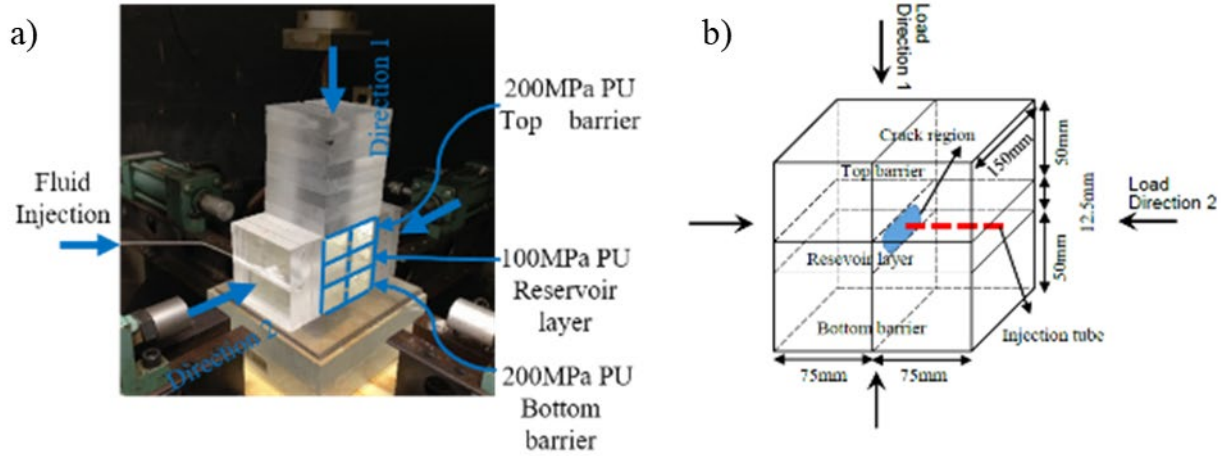 a)
Direction 1
200MPa PU
Top barrier
Fluid
Injection
100MPa PU
Reservoir
layer
Direction 2
200MPa PU
Bottom
barrier
b)
Load
Direction 1
Crack region
150mm
50mm
Top barrier
12.5mm
Load
Direction 2
Reservoir layer
50mm
Bottom barrier
Injection tube
75mm
75mm